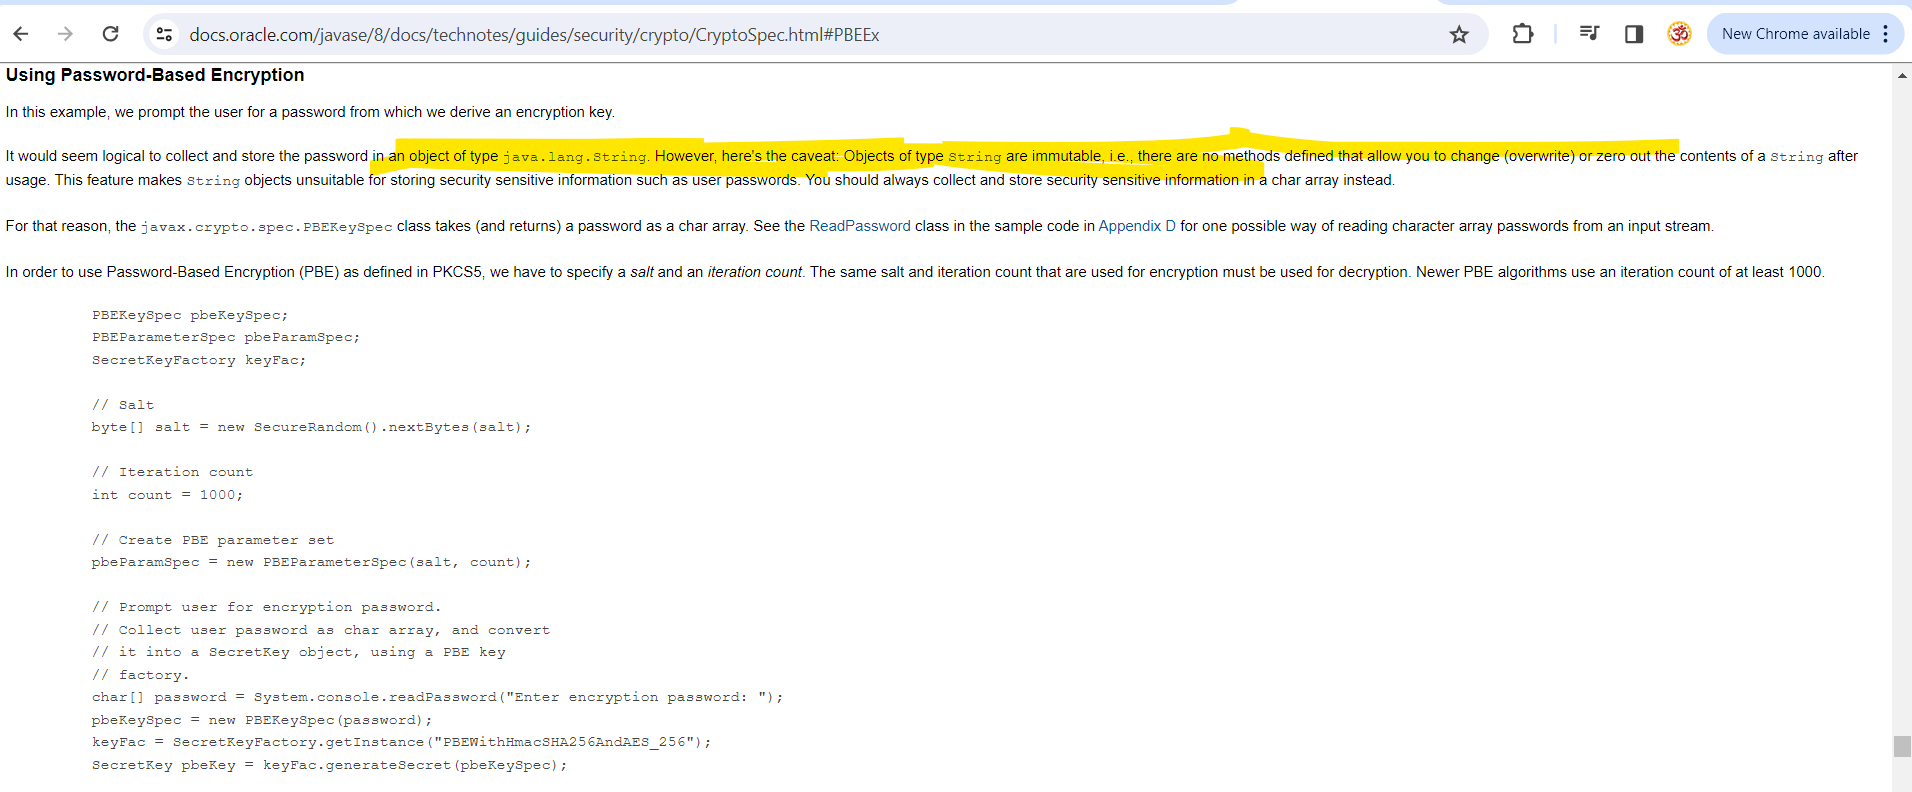 docs.oracle.com/javase/8/docs/technotes/guides/security/crypto/CryptoSpec.html#PBEEx
New Chrome available
Using Password-Based Encryption
In this example, we prompt the user for a password from which we derive an encryption key.
It would seem logical to collect and store the password in an object of type java.lang.String. However, here's the caveat: Objects of type String are immutable, i.e., there are no methods defined that allow you to change (overwrite) or zero out the contents of a String after
usage. This feature makes String objects unsuitable for storing security sensitive information such as user passwords. You should always collect and store security sensitive information in a char array instead.
For that reason, the javax.crypto.spec.PBEKeySpec class takes (and returns) a password as a char array. See the ReadPassword class in the sample code in Appendix D for one possible way of reading character array passwords from an input stream.
In order to use Password-Based Encryption (PBE) as defined in PKCS5, we have to specify a salt and an iteration count. The same salt and iteration count that are used for encryption must be used for decryption. Newer PBE algorithms use an iteration count of at least 1000.
PBEKeySpec pbeKeySpec;
PBEParameterSpec pbeParamSpec;
SecretKeyFactory keyFac;
// Salt
byte[] salt = new SecureRandom().nextBytes(salt);
// Iteration count
int count = 1000;
// Create PBE parameter set
pbeParamSpec = new PBEParameterSpec(salt, count);
// Prompt user for encryption password.
// Collect user password as char array, and convert
// it into a SecretKey object, using a PBE key
// factory.
char[] password = System.console.readPassword("Enter encryption password: ");
pbeKeySpec = new PBEKeySpec(password);
keyFac = SecretKeyFactory.getInstance("PBEWithHmacSHA256AndAES_256");
SecretKey pbeKey = keyFac.generateSecret(pbeKeySpec);